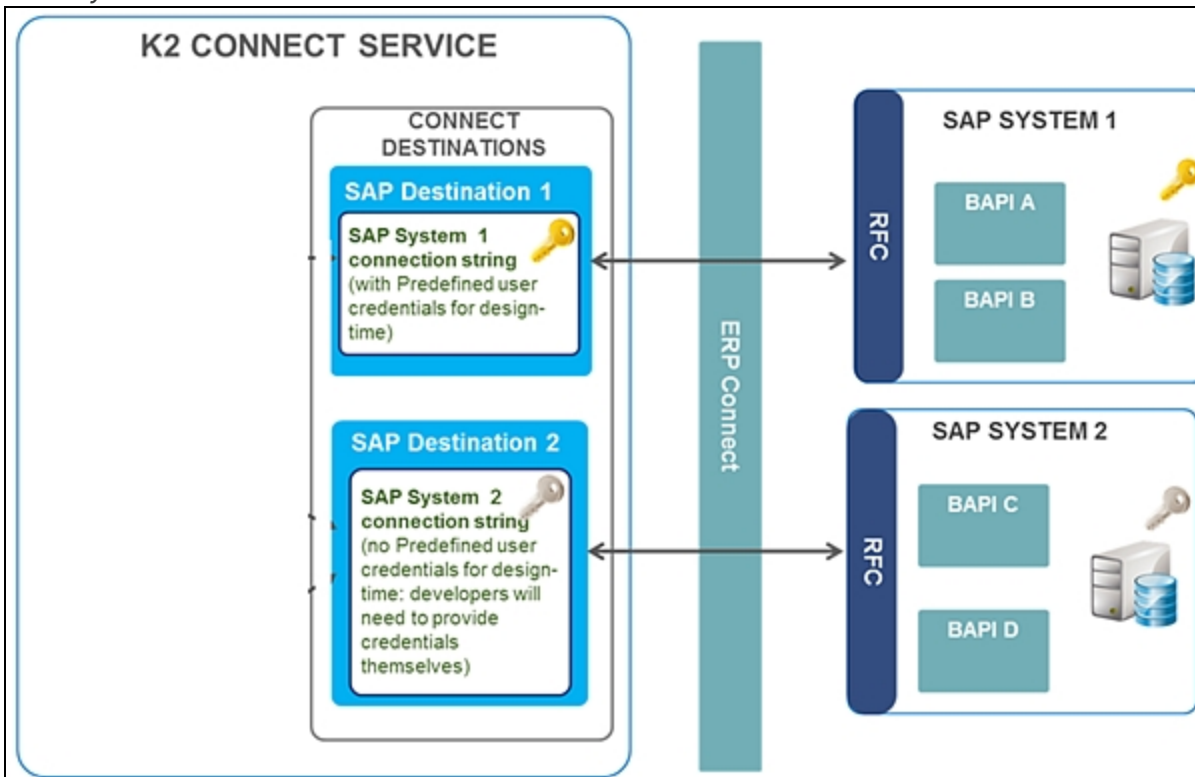 K2 CONNECT SERVICE
CONNECT
DESTINATIONS
SAP Destination 1
SAP System 1
connection string
(with Predefined user
credentials for design-
time)
SAP Destination 2
SAP System 2
connection string
(no Predefined user
credentials for design-
time: developers will
need to provide
credentials
themselves)
ERP Connect
RFC
SAP SYSTEM 1
BAPI A
BAPI B
RFC
SAP SYSTEM 2
BAPI C
BAPI D